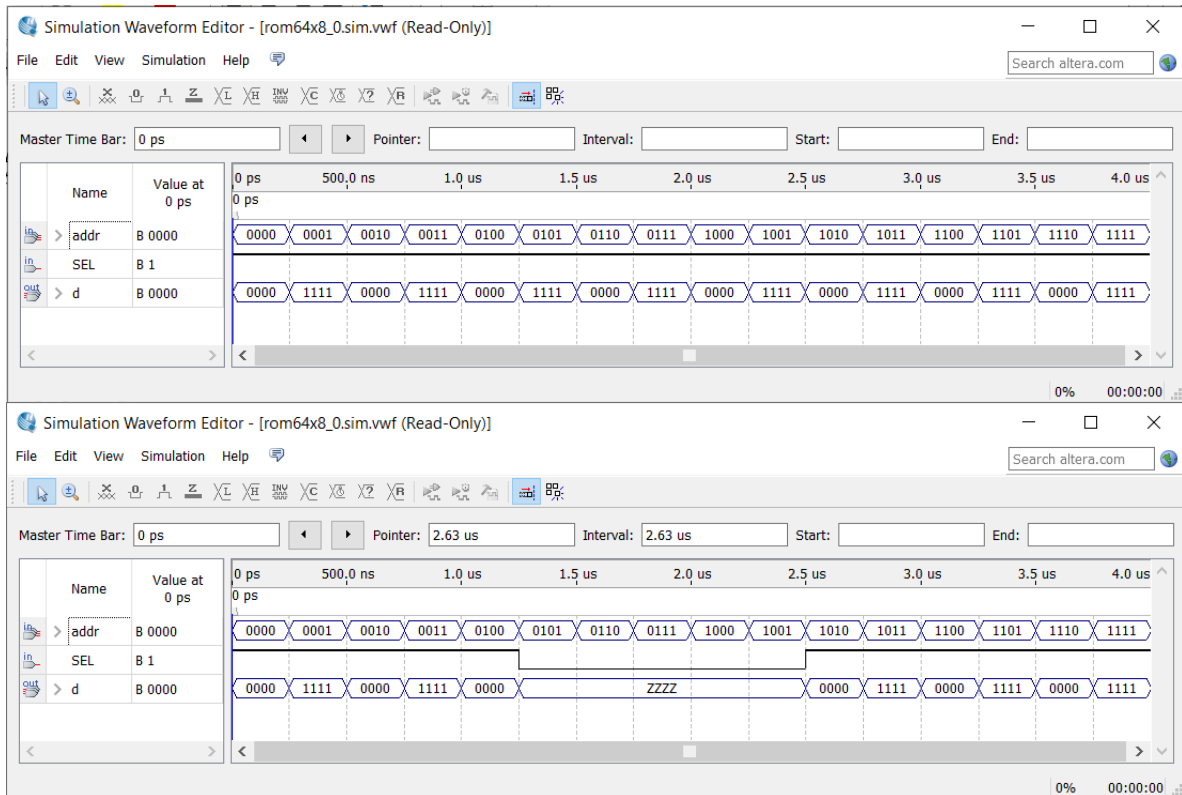 Simulation Waveform Editor - [rom64x8_0.sim.vwf (Read-Only)]
File Edit View Simulation Help
Search altera.com
Master Time Bar: 0 ps Pointer: Interval: Start: End:
Name Value at 0 ps
0 ps 500.0 ns 1.0 us 1.5 us 2.0 us 2.5 us 3.0 us 3.5 us 4.0 us
0 ps
in addr B 0000 0000 0001 0010 0011 0100 0101 0110 0111 1000 1001 1010 1011 1100 1101 1110 1111
in SEL B 1
out d B 0000 0000 1111 0000 1111 0000 1111 0000 1111 0000 1111 0000 1111 0000 1111 0000 1111
0% 00:00:00
Simulation Waveform Editor - [rom64x8_0.sim.vwf (Read-Only)]
File Edit View Simulation Help
Search altera.com
Master Time Bar: 0 ps Pointer: 2.63 us Interval: 2.63 us Start: End:
Name Value at 0 ps
0 ps 500.0 ns 1.0 us 1.5 us 2.0 us 2.5 us 3.0 us 3.5 us 4.0 us
0 ps
in addr B 0000 0000 0001 0010 0011 0100 0101 0110 0111 1000 1001 1010 1011 1100 1101 1110 1111
in SEL B 1
out d B 0000 0000 1111 0000 1111 0000 ZZZZ 0000 1111 0000 1111 0000 1111
0% 00:00:00